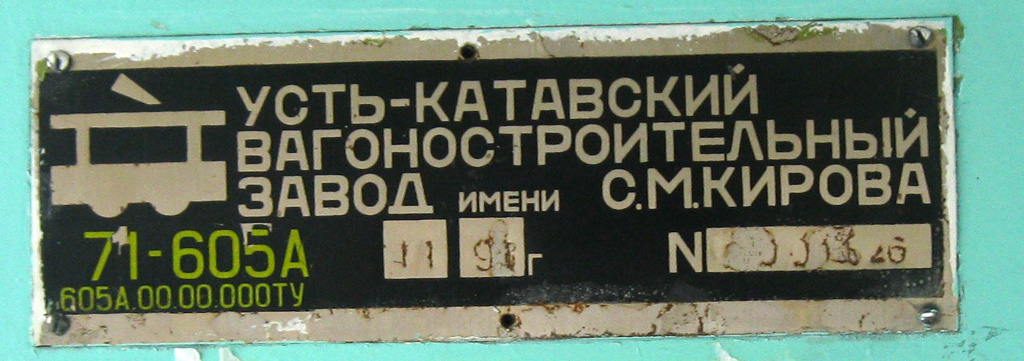 УСТЬ-КАТАВСКИЙ
ВАГОНОСТРОИТЕЛЬНЫЙ
ЗАВОД ИМЕНИ С.М.КИРОВА
71-605А 11 г N
605А.00.00.000ТУ